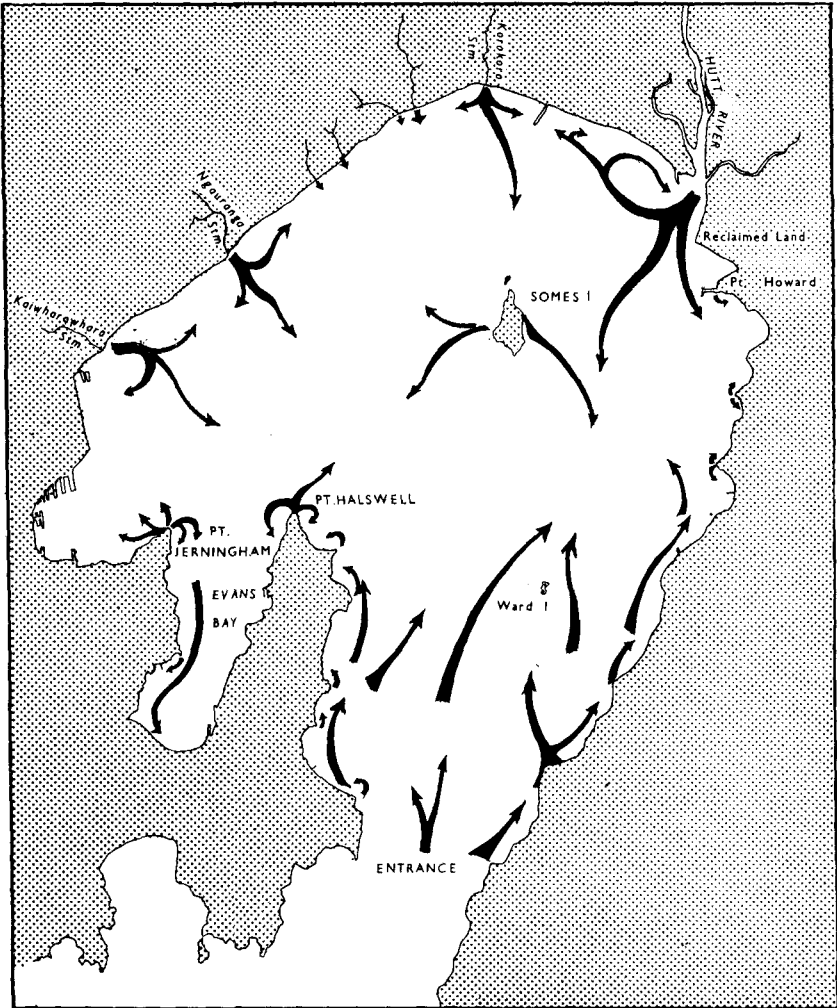 Korokoro
Stm
HUTT RIVER
Ngauranga
Stm
Reclaimed Land
Pt. Howard
SOMES I
Kaiwharawhara
Stm
PT. HALSWELL
PT.
JERNINGHAM
EVANS
BAY
Ward I
ENTRANCE